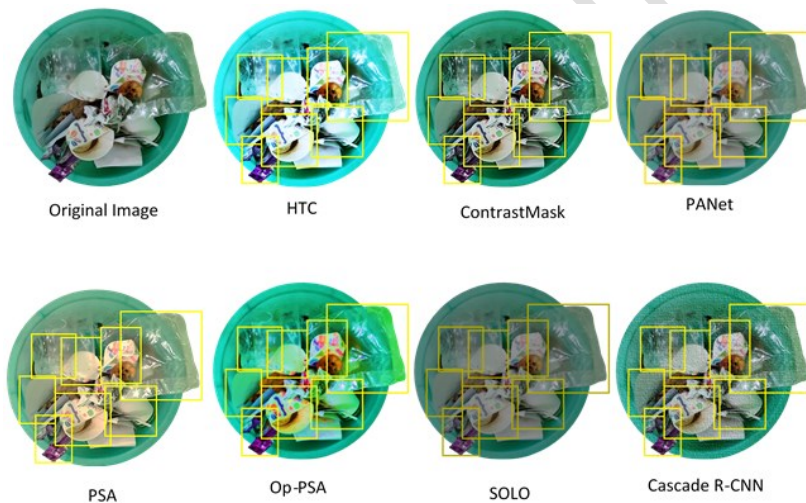 Original Image
HTC
ContrastMask
PANet
PSA
Op-PSA
SOLO
Cascade R-CNN